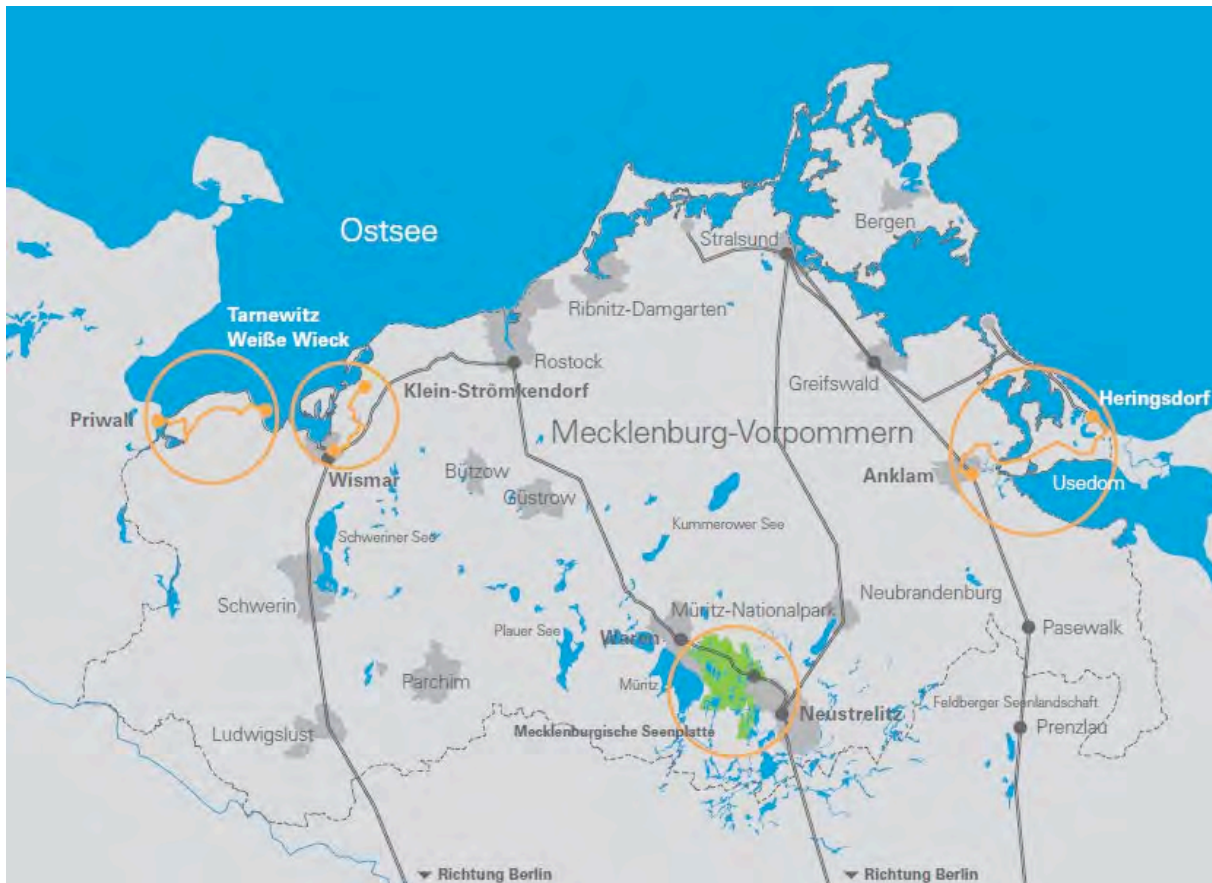 Ostsee
Bergen
Stralsund
Tarnewitz
Weiße Wieck
Ribnitz-Damgarten
Rostock
Greifswald
Klein-Strömkendorf
Priwall
Heringsdorf
Mecklenburg-Vorpommern
Wismar
Bützow
Güstrow
Anklam
Usedom
Schweriner See
Kummerower See
Schwerin
Müritz-Nationalpark
Neubrandenburg
Plauer See
Waren
Pasewalk
Parchim
Müritz
Feldberger Seenlandschaft
Neustrelitz
Mecklenburgische Seenplatte
Prenzlau
Ludwigslust
Richtung Berlin
Richtung Berlin